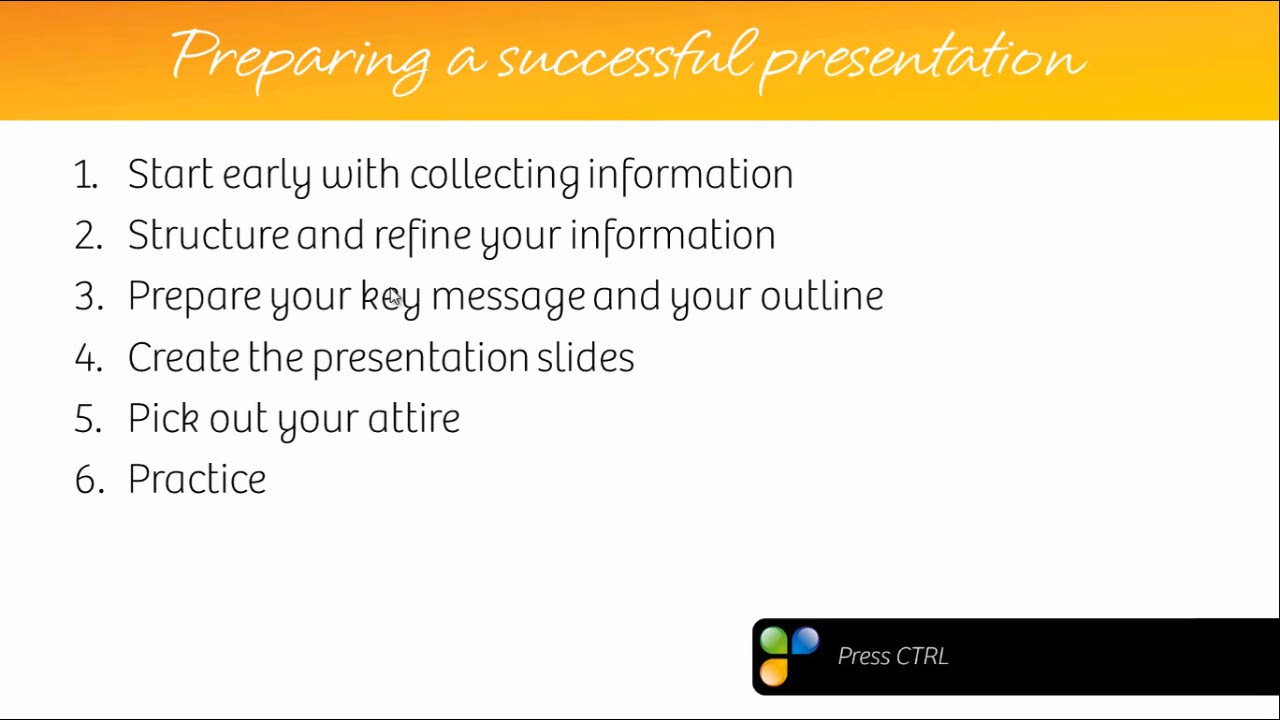 Preparing a successful presentation
1. Start early with collecting information
2. Structure and refine your information
3. Prepare your key message and your outline
4. Create the presentation slides
5. Pick out your attire
6. Practice
Press CTRL